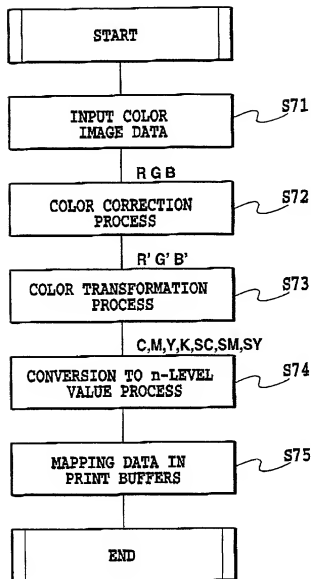 START
INPUT COLOR
IMAGE DATA
S71
R G B
COLOR CORRECTION
PROCESS
S72
R' G' B'
COLOR TRANSFORMATION
PROCESS
S73
C,M,Y,K,SC,SM,SY
CONVERSION TO n-LEVEL
VALUE PROCESS
S74
MAPPING DATA IN
PRINT BUFFERS
S75
END